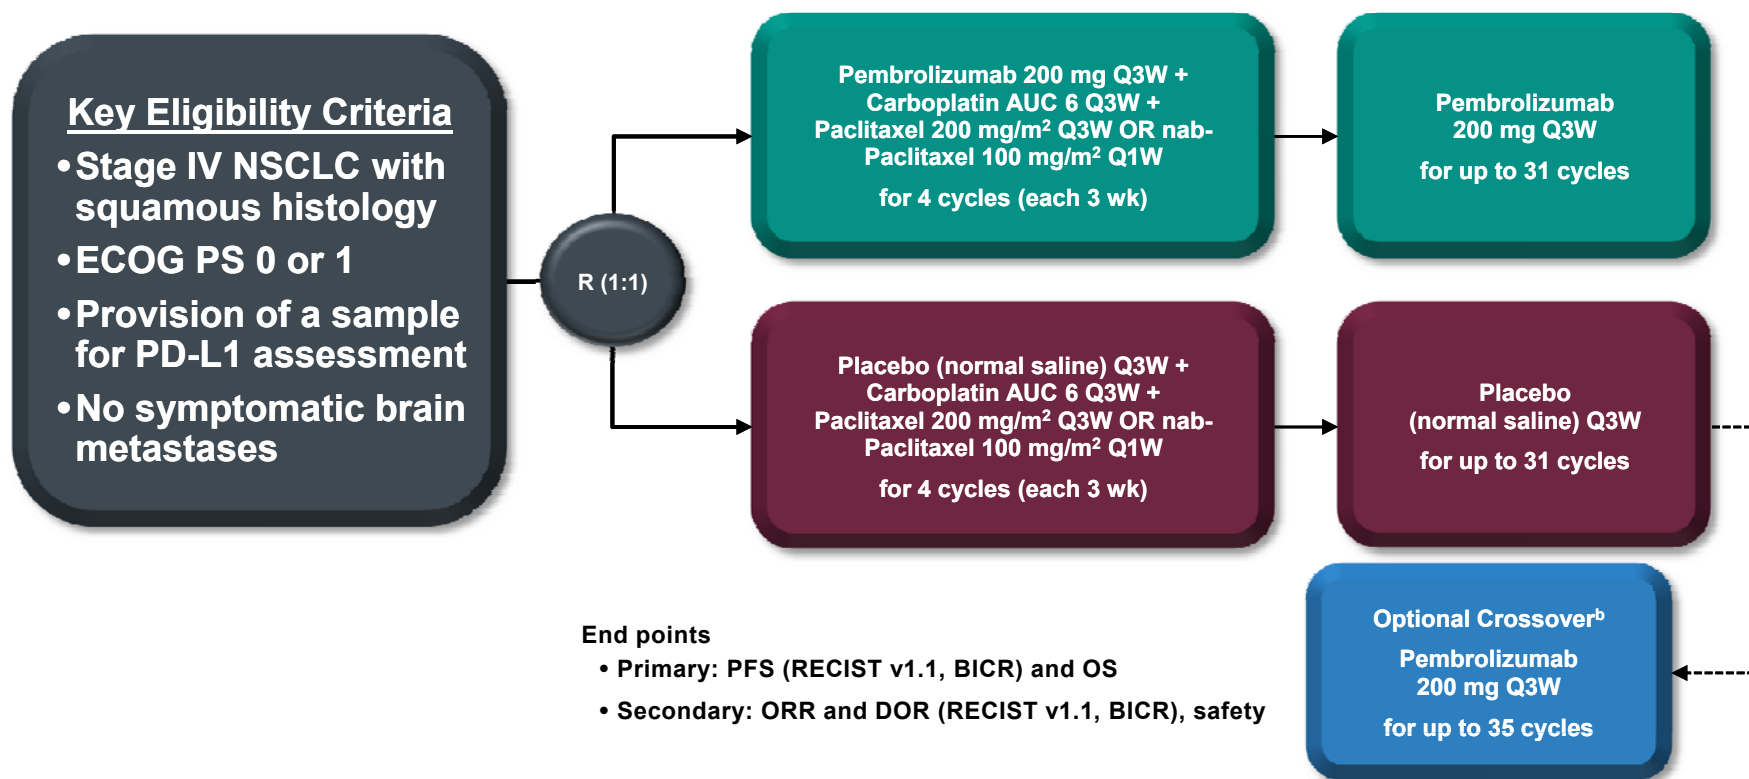 Key Eligibility Criteria
•Stage IV NSCLC with
squamous histology
•ECOG PS 0 or 1
•Provision of a sample
for PD-L1 assessment
•No symptomatic brain
metastases
R (1:1)
Pembrolizumab 200 mg Q3W +
Carboplatin AUC 6 Q3W +
Paclitaxel 200 mg/m² Q3W OR nab-
Paclitaxel 100 mg/m² Q1W
for 4 cycles (each 3 wk)
Pembrolizumab
200 mg Q3W
for up to 31 cycles
Placebo (normal saline) Q3W +
Carboplatin AUC 6 Q3W +
Paclitaxel 200 mg/m² Q3W OR nab-
Paclitaxel 100 mg/m² Q1W
for 4 cycles (each 3 wk)
Placebo
(normal saline) Q3W
for up to 31 cycles
Optional Crossoverᵇ
Pembrolizumab
200 mg Q3W
for up to 35 cycles
End points
• Primary: PFS (RECIST v1.1, BICR) and OS
• Secondary: ORR and DOR (RECIST v1.1, BICR), safety